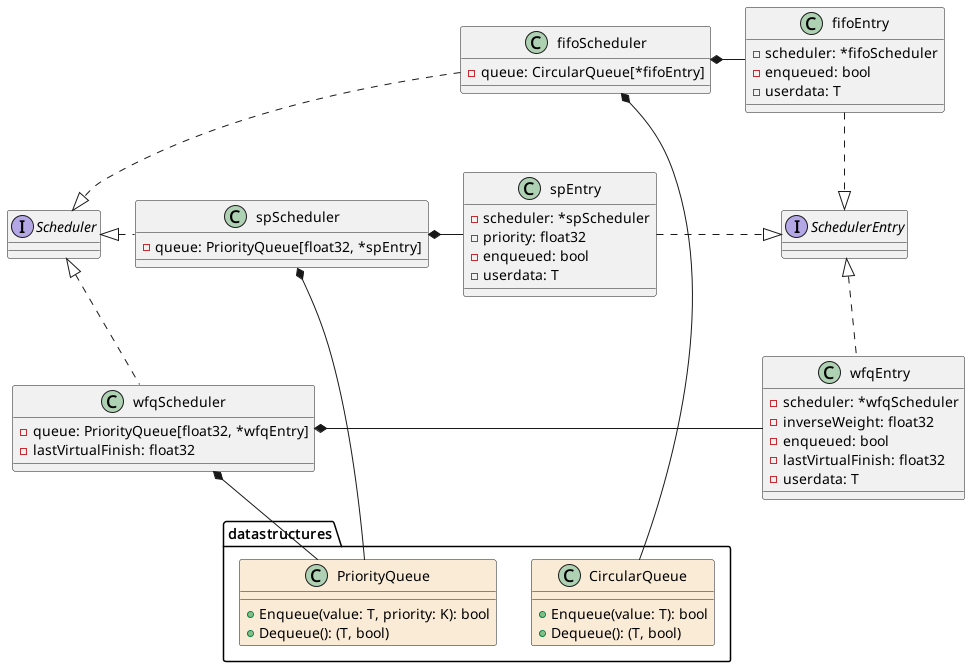 C fifoEntry
scheduler: *fifoScheduler
enqueued: bool
userdata: T
C fifoScheduler
queue: CircularQueue[*fifoEntry]
I Scheduler
C spScheduler
queue: PriorityQueue[float32, *spEntry]
C spEntry
scheduler: *spScheduler
priority: float32
enqueued: bool
userdata: T
I SchedulerEntry
C wfqScheduler
queue: PriorityQueue[float32, *wfqEntry]
lastVirtualFinish: float32
C wfqEntry
scheduler: *wfqScheduler
inverseWeight: float32
enqueued: bool
lastVirtualFinish: float32
userdata: T
datastructures
C PriorityQueue
Enqueue(value: T, priority: K): bool
Dequeue(): (T, bool)
C CircularQueue
Enqueue(value: T): bool
Dequeue(): (T, bool)